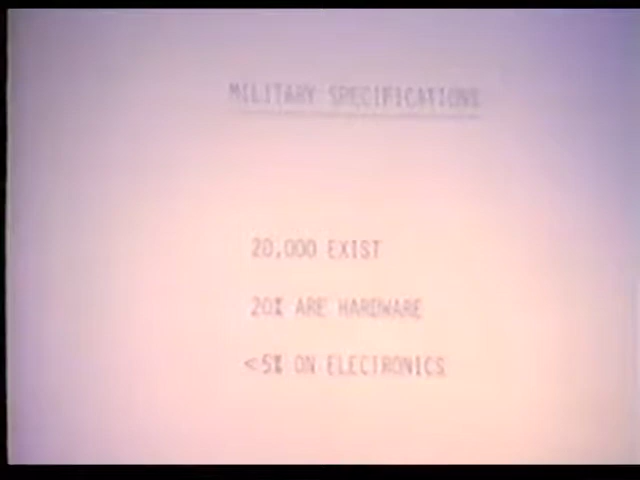 MILITARY SPECIFICATIONS
20,000 EXIST
20% ARE HARDWARE
<5% ON ELECTRONICS